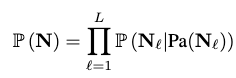 ℙ(𝐍) = ∏_{ℓ=1}^{L} ℙ(𝐍_ℓ|Pa(𝐍_ℓ))